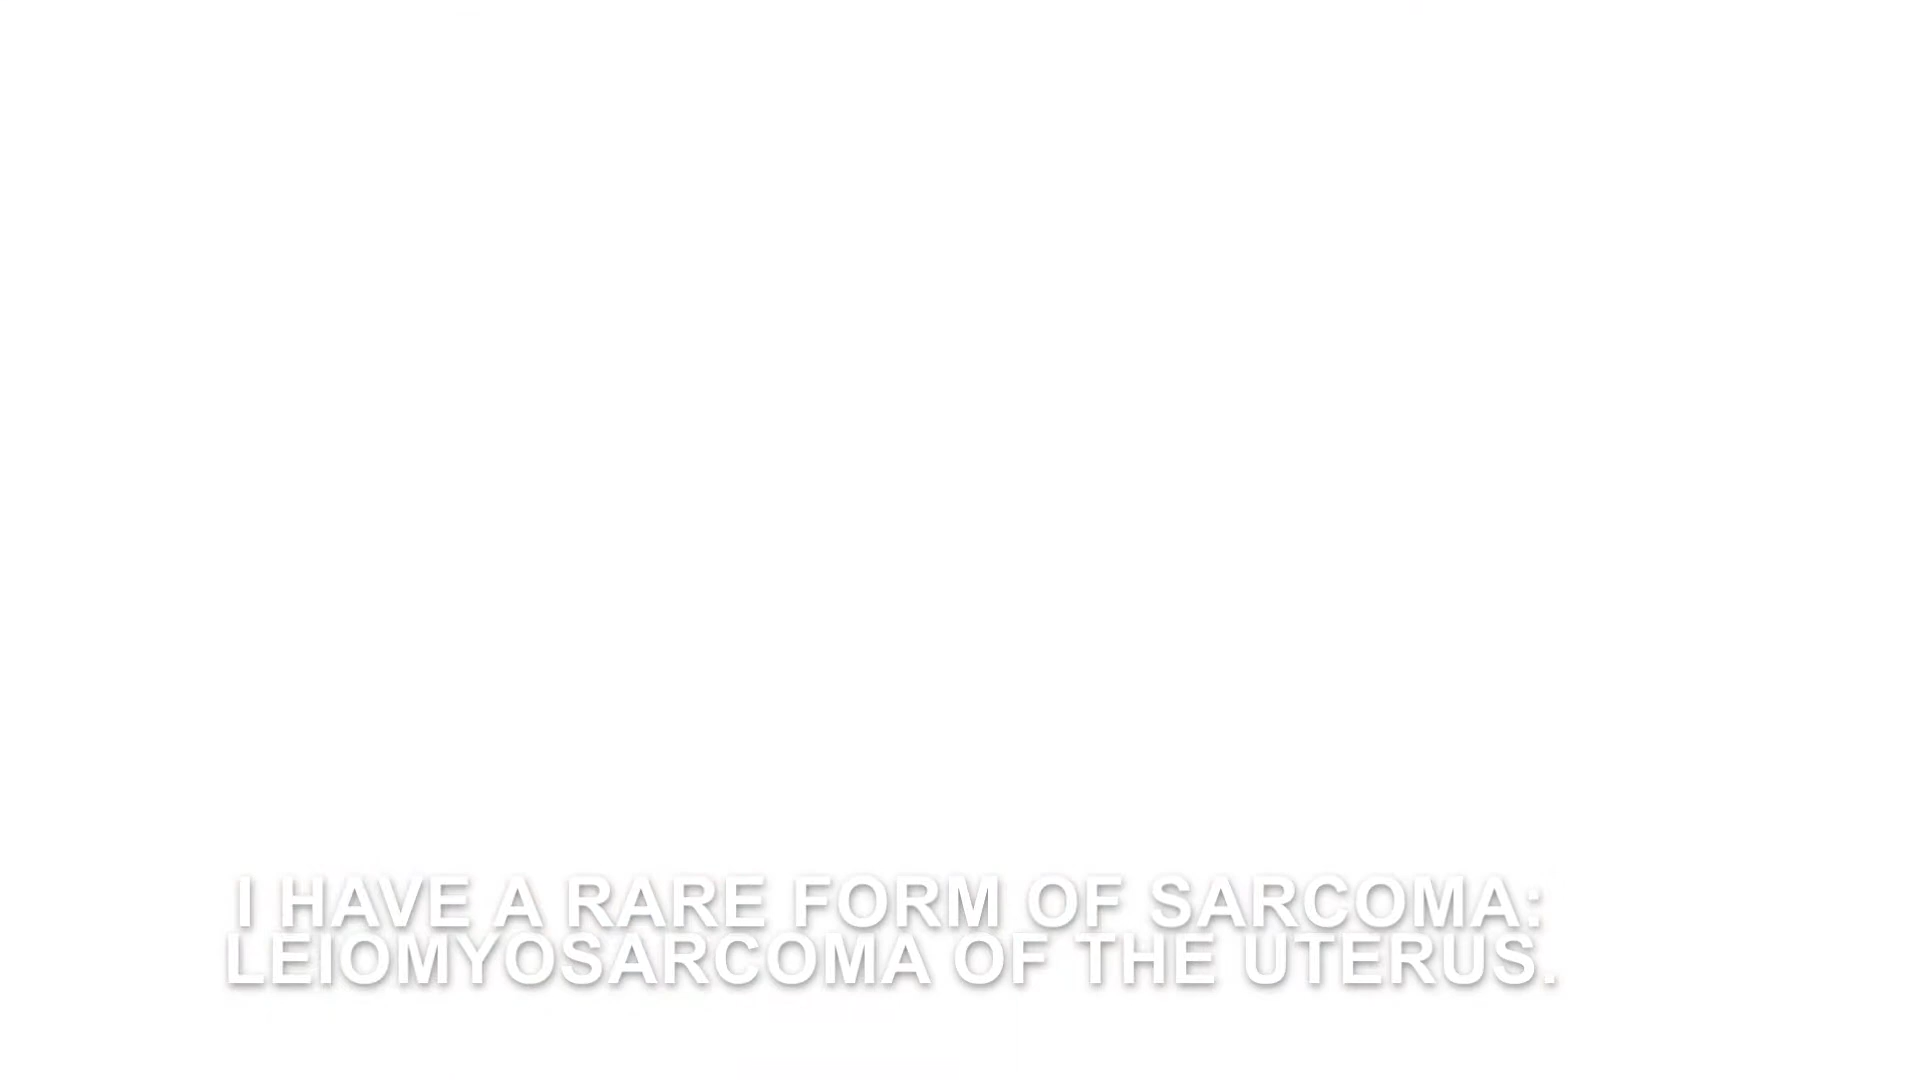 I HAVE A RARE FORM OF SARCOMA:
LEIOMYOSARCOMA OF THE UTERUS.